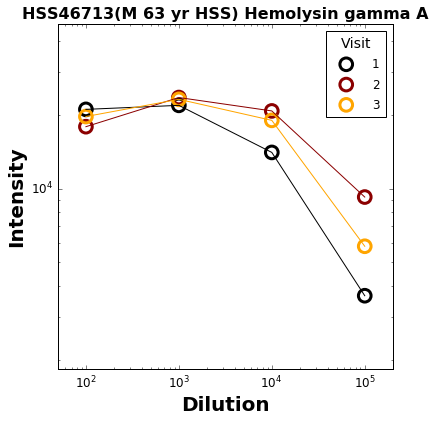 HSS46713(M 63 yr HSS) Hemolysin gamma A
Visit
1
2
3
Intensity
10^4
10^2 10^3 10^4 10^5
Dilution